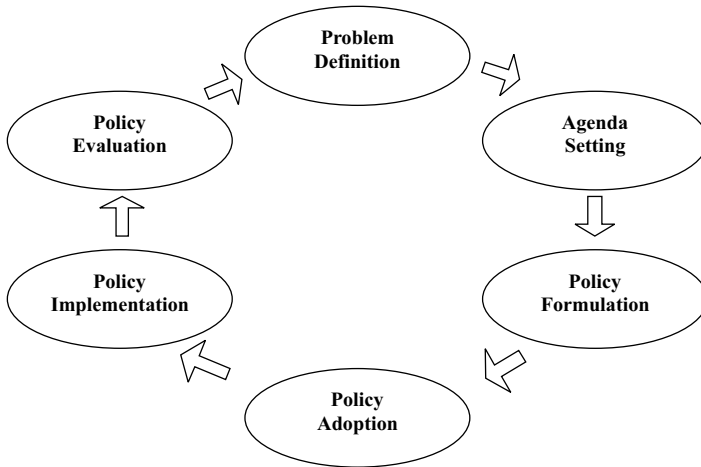 Problem
Definition
Agenda
Setting
Policy
Formulation
Policy
Adoption
Policy
Implementation
Policy
Evaluation